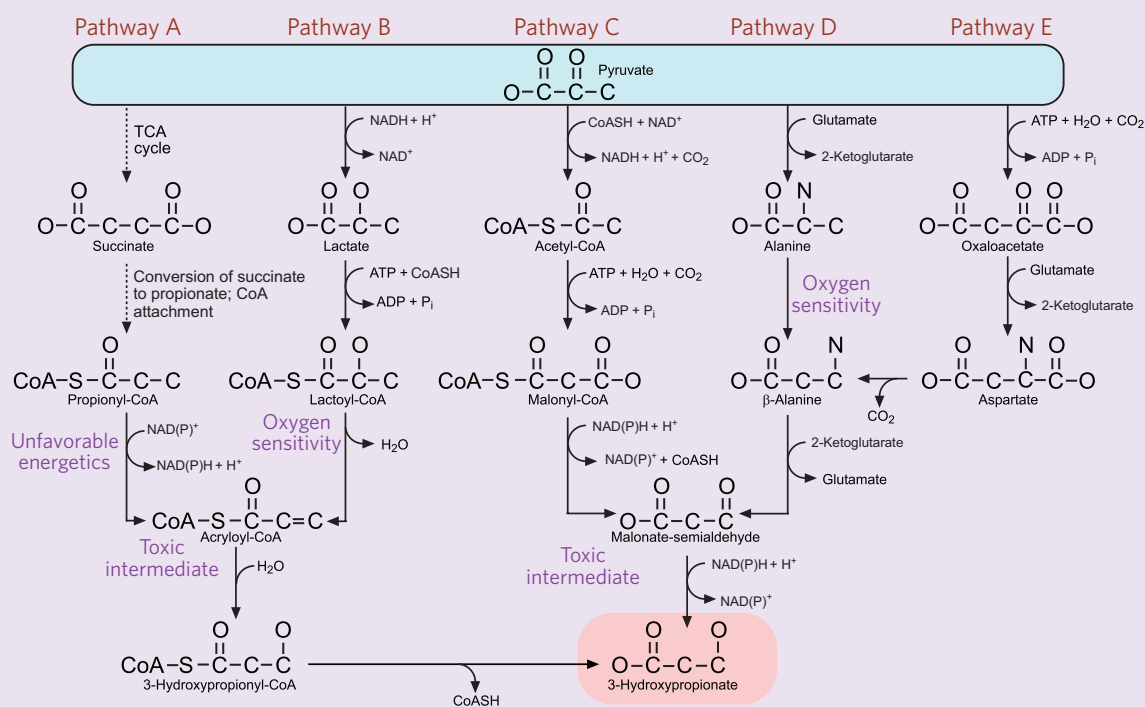 Pathway A
Pathway B
Pathway C
Pathway D
Pathway E
O O
Pyruvate
O–C–C–C
TCA
cycle
NADH + H⁺
NAD⁺
CoASH + NAD⁺
NADH + H⁺ + CO₂
Glutamate
2-Ketoglutarate
ATP + H₂O + CO₂
ADP + Pᵢ
O O
O–C–C–C–C–O
Succinate
O O
O–C–C–C
Lactate
O
CoA–S–C–C
Acetyl-CoA
O N
O–C–C–C
Alanine
O O O
O–C–C–C–C–O
Oxaloacetate
Conversion of succinate
to propionate; CoA
attachment
ATP + CoASH
ADP + Pᵢ
ATP + H₂O + CO₂
ADP + Pᵢ
Oxygen
sensitivity
Glutamate
2-Ketoglutarate
O
CoA–S–C–C–C
Propionyl-CoA
O O
CoA–S–C–C–C
Lactoyl-CoA
O O
CoA–S–C–C–C–O
Malonyl-CoA
O N
O–C–C–C
β-Alanine
CO₂
O N O
O–C–C–C–C–O
Aspartate
Unfavorable
energetics
NAD(P)⁺
NAD(P)H + H⁺
Oxygen
sensitivity
H₂O
NAD(P)H + H⁺
NAD(P)⁺ + CoASH
2-Ketoglutarate
Glutamate
O
CoA–S–C–C=C
Acryloyl-CoA
O O
O–C–C–C
Malonate-semialdehyde
Toxic
intermediate
H₂O
Toxic
intermediate
NAD(P)H + H⁺
NAD(P)⁺
O O
CoA–S–C–C–C
3-Hydroxypropionyl-CoA
CoASH
O O
O–C–C–C
3-Hydroxypropionate